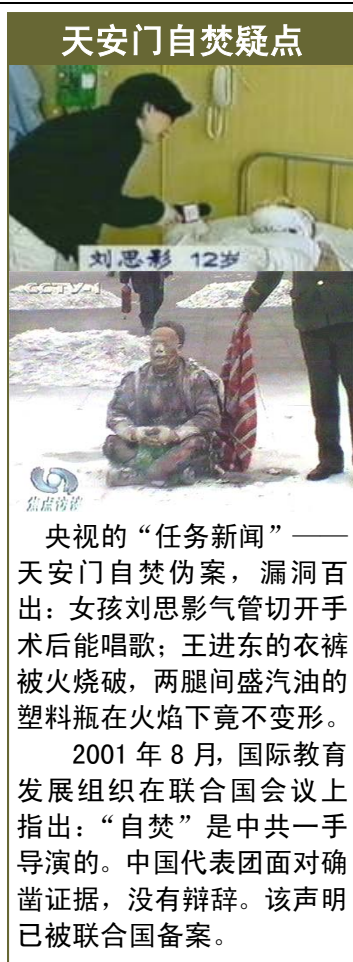 天安门自焚疑点
刘思影 12岁
CCTV-1
焦点访谈
央视的“任务新闻”——
天安门自焚伪案，漏洞百
出：女孩刘思影气管切开手
术后能唱歌；王进东的衣裤
被火烧破，两腿间盛汽油的
塑料瓶在火焰下竟不变形。
2001 年 8 月，国际教育
发展组织在联合国会议上
指出：“自焚”是中共一手
导演的。中国代表团面对确
凿证据，没有辩辞。该声明
已被联合国备案。